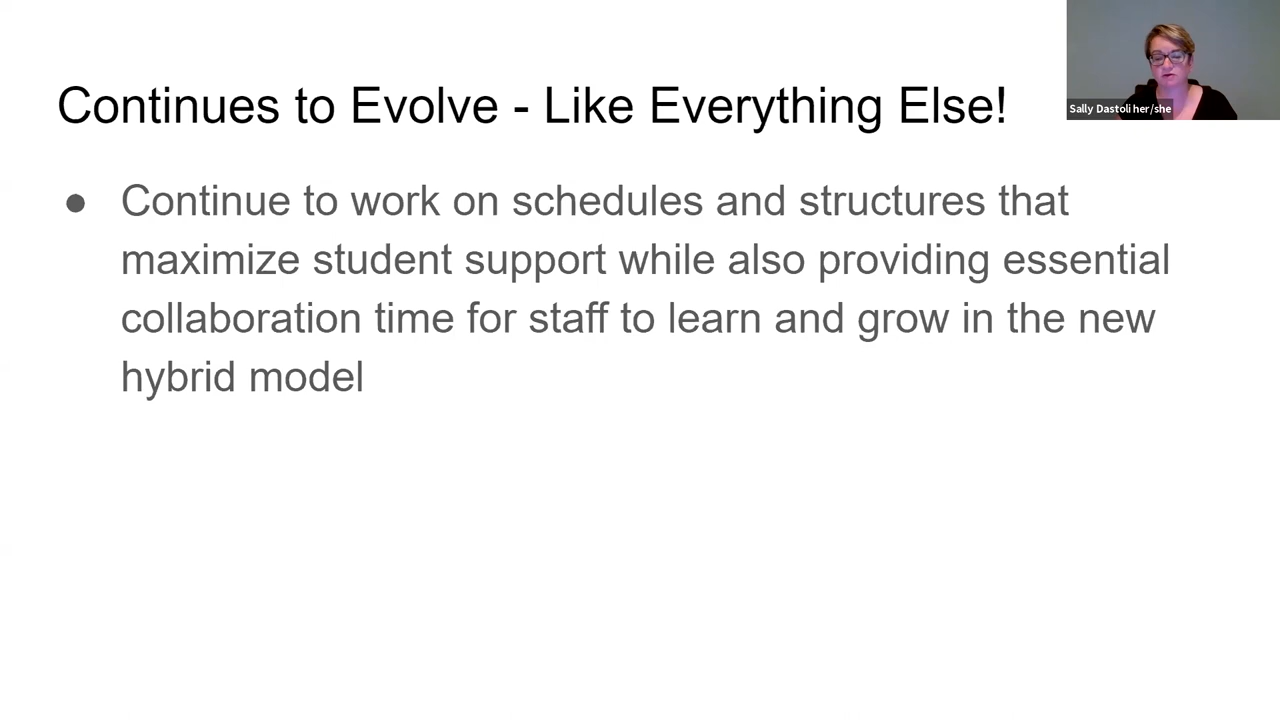 Continues to Evolve - Like Everything Else!
Sally Dastoli her/she
● Continue to work on schedules and structures that
maximize student support while also providing essential
collaboration time for staff to learn and grow in the new
hybrid model